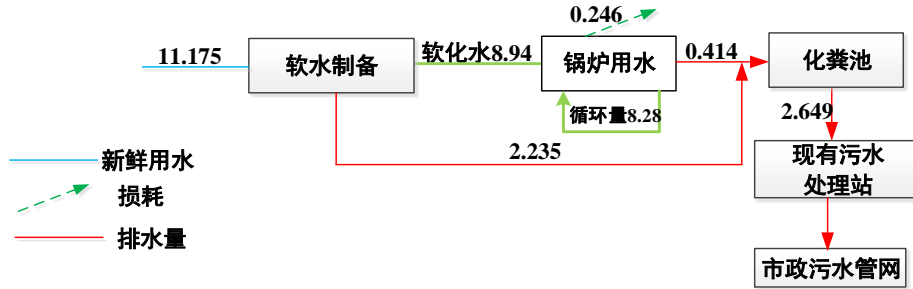 0.246
11.175
软水制备
软化水8.94
锅炉用水
0.414
化粪池
循环量8.28
2.649
2.235
新鲜用水
损耗
排水量
现有污水
处理站
市政污水管网